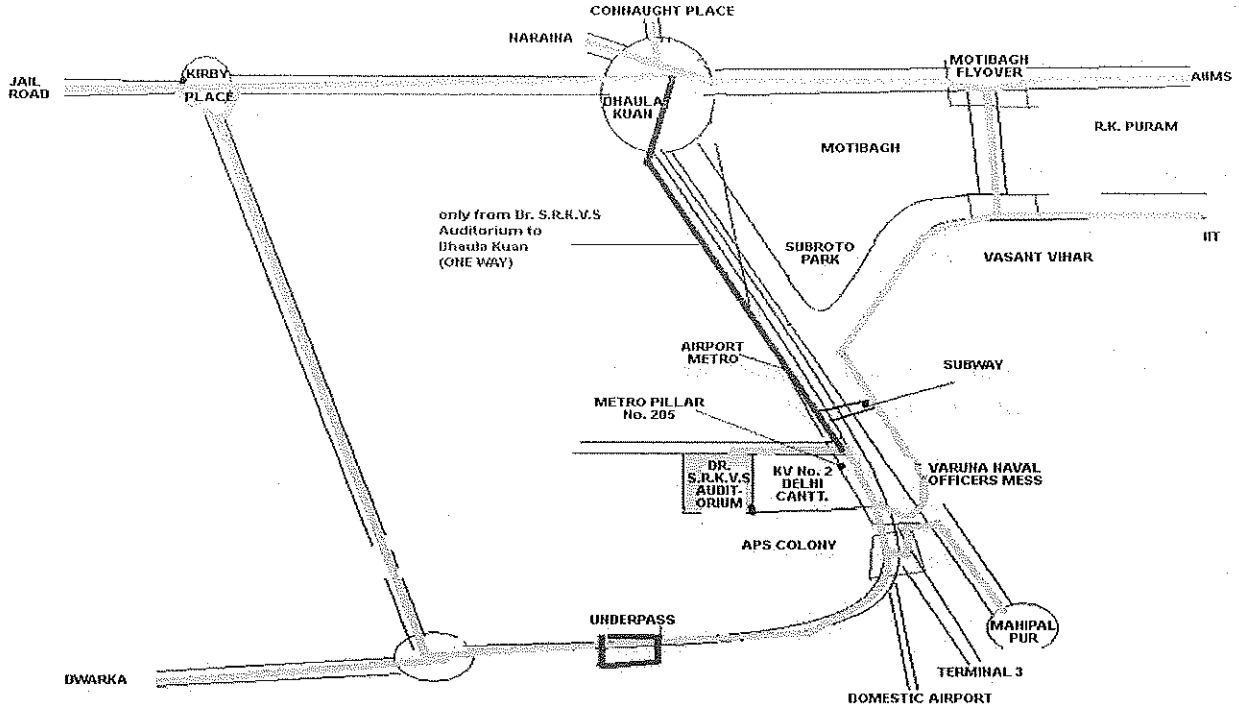 CONNAUGHT PLACE
NARAINA
MOTIBAGH
FLYOVER
JAIL
ROAD
KIRBY
PLACE
AIIMS
DHAULA
KUAN
R.K. PURAM
MOTIBAGH
only from Dr. S.R.K.V.S
Auditorium to
Dhaula Kuan
(ONE WAY)
SUBROTO
PARK
VASANT VIHAR
IIT
AIRPORT
METRO
SUBWAY
METRO PILLAR
No. 205
DR.
S.R.K.V.S
AUDIT-
ORIUM
KV No. 2
DELHI
CANTT.
VARUNA NAVAL
OFFICERS MESS
APS COLONY
UNDERPASS
MAHIPAL
PUR
DWARKA
TERMINAL 3
DOMESTIC AIRPORT